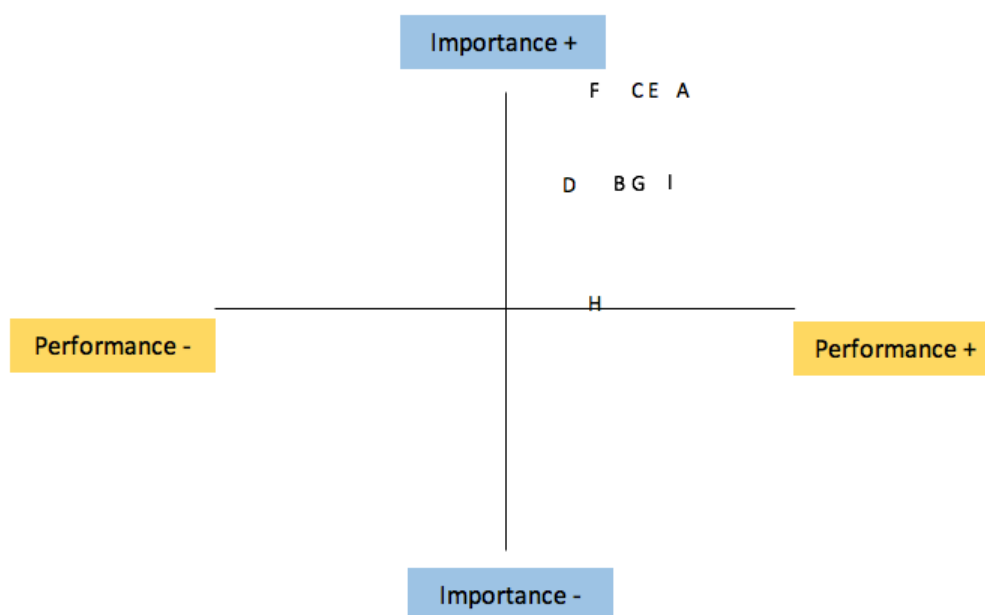 Importance +
F C E A
D B G I
H
Performance -
Performance +
Importance -